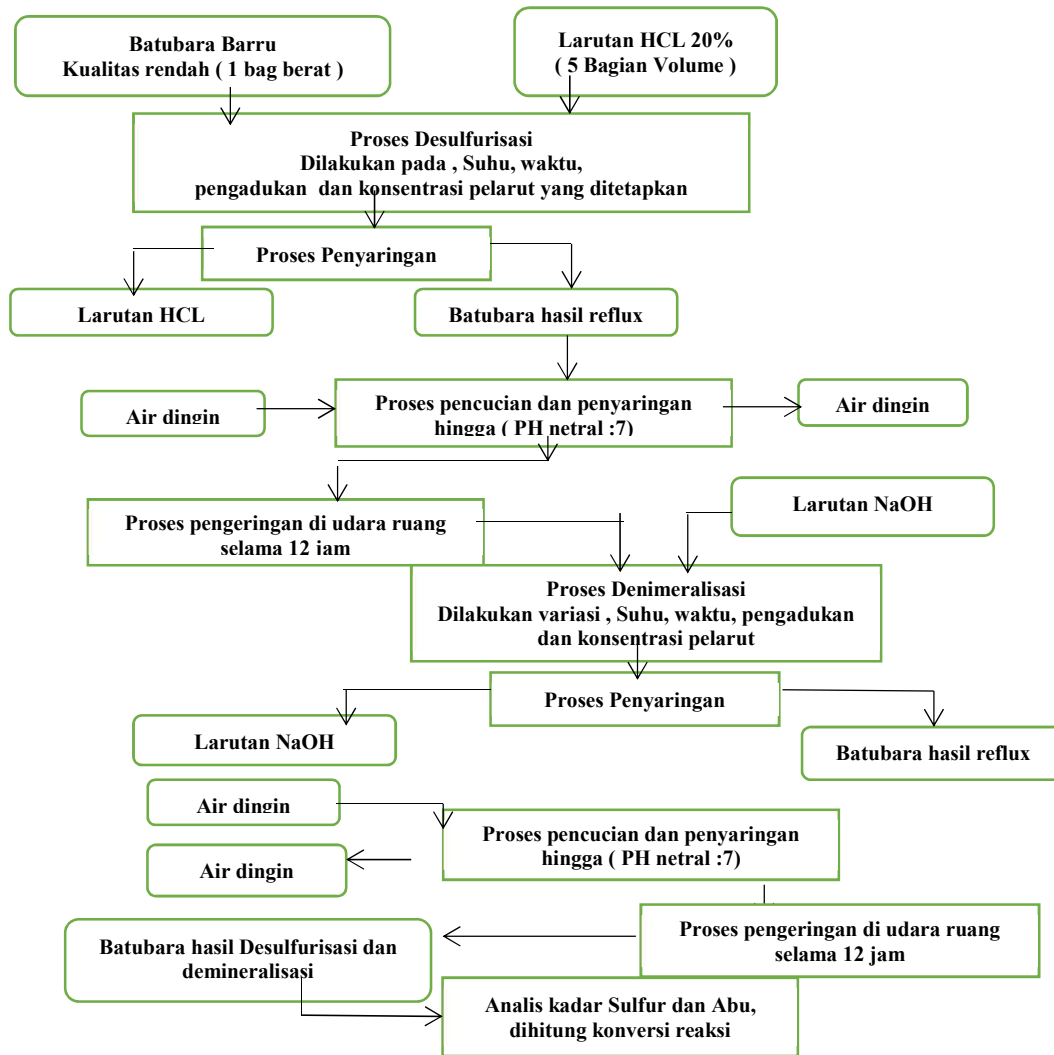 Batubara Barru
Kualitas rendah ( 1 bag berat )
Larutan HCL 20%
( 5 Bagian Volume )
Proses Desulfurisasi
Dilakukan pada , Suhu, waktu,
pengadukan  dan konsentrasi pelarut yang ditetapkan
Proses Penyaringan
Larutan HCL
Batubara hasil reflux
Air dingin
Proses pencucian dan penyaringan
hingga ( PH netral :7)
Air dingin
Proses pengeringan di udara ruang
selama 12 jam
Larutan NaOH
Proses Denimeralisasi
Dilakukan variasi , Suhu, waktu, pengadukan
dan konsentrasi pelarut
Proses Penyaringan
Larutan NaOH
Batubara hasil reflux
Air dingin
Proses pencucian dan penyaringan
hingga ( PH netral :7)
Air dingin
Proses pengeringan di udara ruang
selama 12 jam
Batubara hasil Desulfurisasi dan
demineralisasi
Analis kadar Sulfur dan Abu,
dihitung konversi reaksi